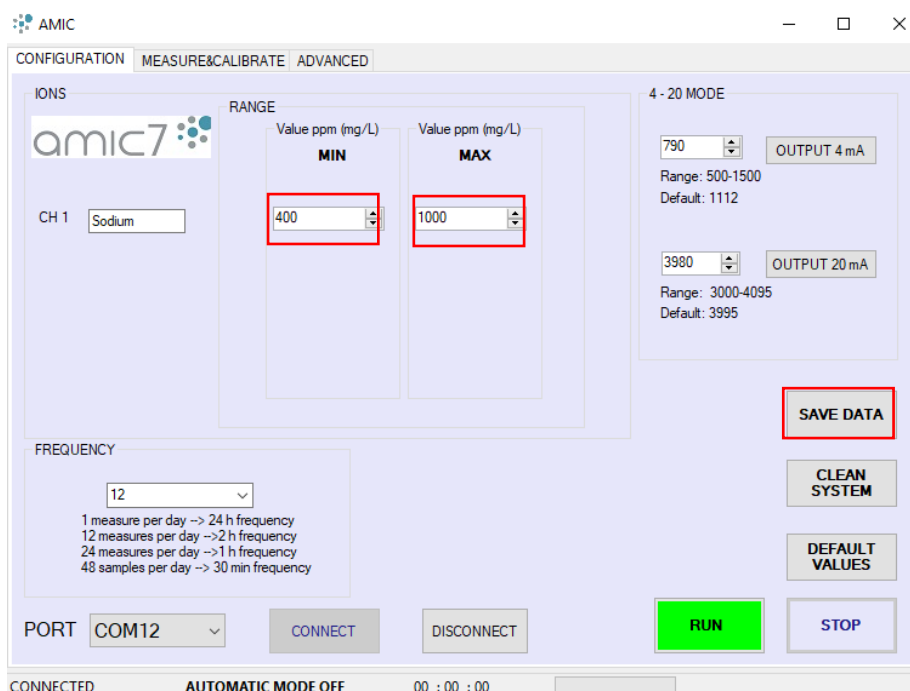 AMIC
CONFIGURATION MEASURE&CALIBRATE ADVANCED
IONS
amic7
RANGE
Value ppm (mg/L)
MIN
Value ppm (mg/L)
MAX
CH 1
Sodium
400
1000
4 - 20 MODE
790
OUTPUT 4 mA
Range: 500-1500
Default: 1112
3980
OUTPUT 20 mA
Range: 3000-4095
Default: 3995
SAVE DATA
FREQUENCY
12
1 measure per day --> 24 h frequency
12 measures per day -->2 h frequency
24 measures per day -->1 h frequency
48 samples per day --> 30 min frequency
CLEAN
SYSTEM
DEFAULT
VALUES
PORT
COM12
CONNECT
DISCONNECT
RUN
STOP
CONNECTED AUTOMATIC MODE OFF 00 : 00 : 00